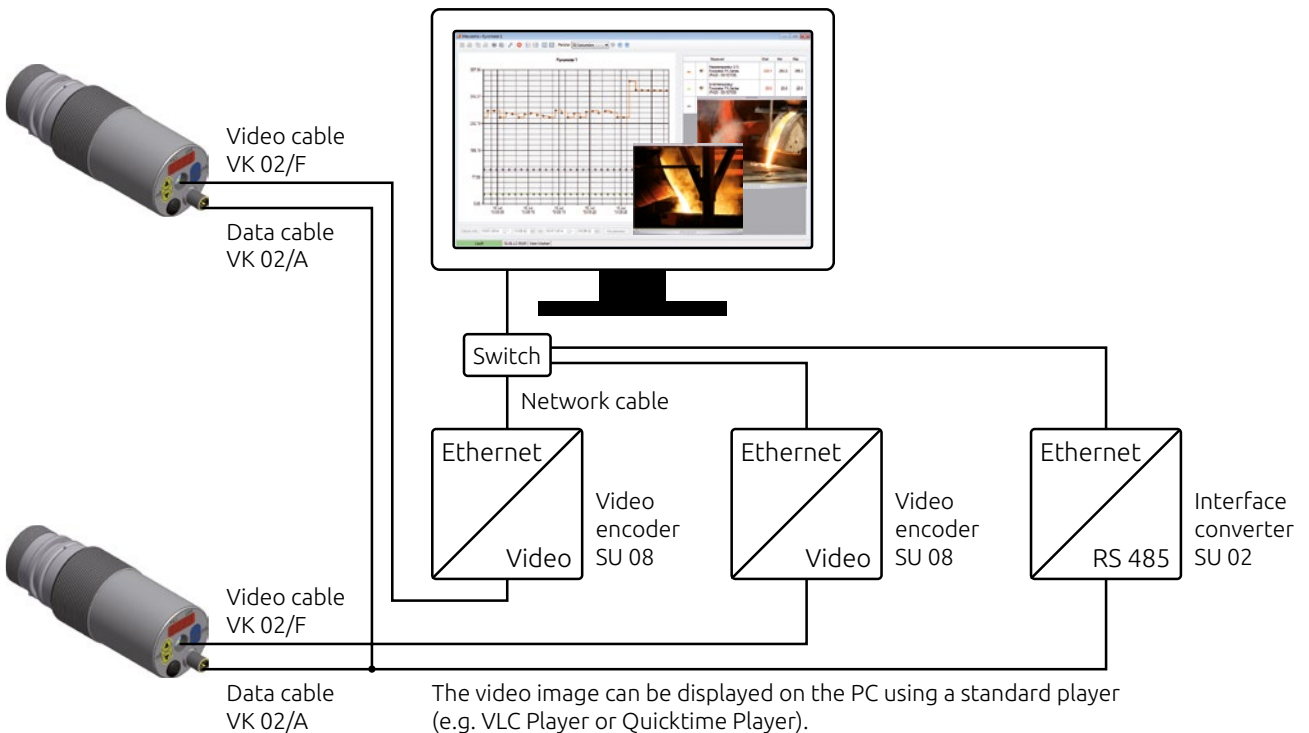 Video cable
VK 02/F
Data cable
VK 02/A
Pyrometer 1
Switch
Network cable
Ethernet
Video
Video
encoder
SU 08
Ethernet
Video
Video
encoder
SU 08
Ethernet
RS 485
Interface
converter
SU 02
Video cable
VK 02/F
Data cable
VK 02/A
The video image can be displayed on the PC using a standard player
(e.g. VLC Player or Quicktime Player).